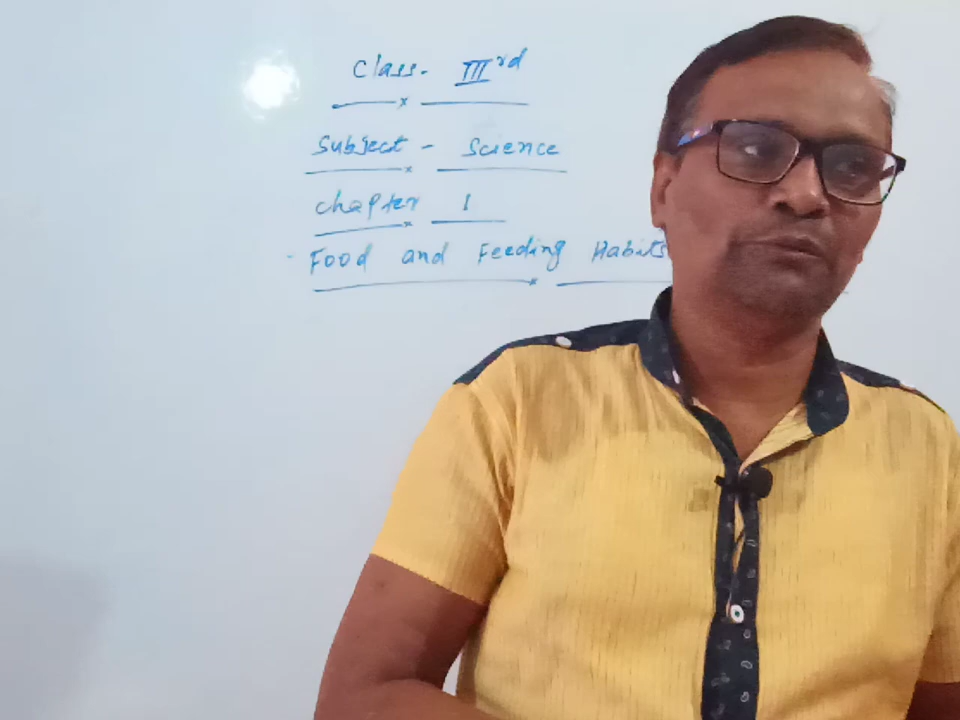 Class- IIIrd
Subject - Science
Chapter 1
Food and Feeding Habits